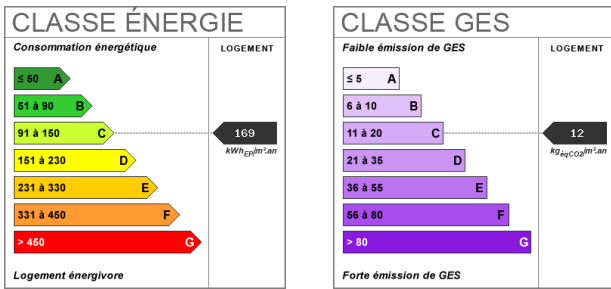 CLASSE ÉNERGIE
Consommation énergétique
LOGEMENT
≤ 50 A
51 à 90 B
91 à 150 C
169
kWhEP/m².an
151 à 230 D
231 à 330 E
331 à 450 F
> 450 G
Logement énergivore
CLASSE GES
Faible émission de GES
LOGEMENT
≤ 5 A
6 à 10 B
11 à 20 C
12
kgéqCO2/m².an
21 à 35 D
36 à 55 E
56 à 80 F
> 80 G
Forte émission de GES